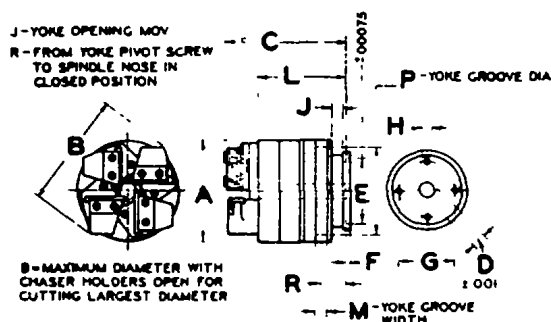 J-YOKE OPENING MOV
R-FROM YOKE PIVOT SCREW
TO SPINDLE NOSE IN
CLOSED POSITION
C
±.00075
L
P-YOKE GROOVE DIA
J
H
B
A
E
F
G
D
±.001
R
M-YOKE GROOVE
WIDTH
B=MAXIMUM DIAMETER WITH
CHASER HOLDERS OPEN FOR
CUTTING LARGEST DIAMETER